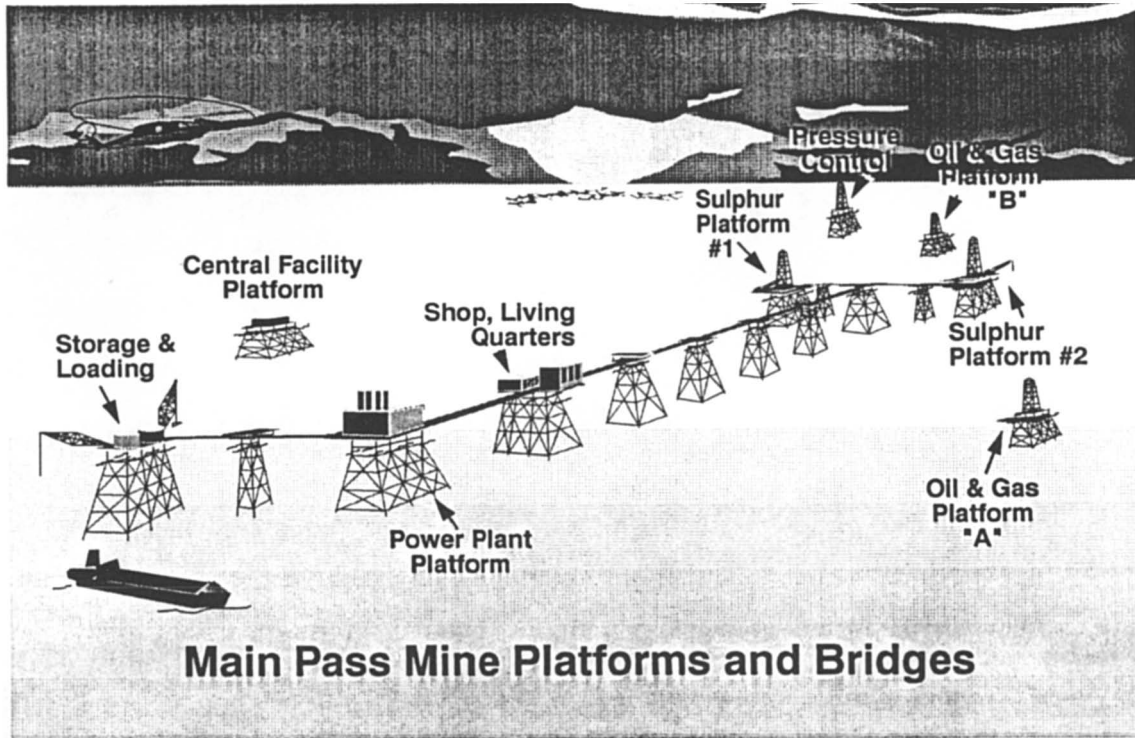 Pressure
Control
Oil & Gas
Platform
"B"
Sulphur
Platform
#1
Central Facility
Platform
Shop, Living
Quarters
Storage &
Loading
Sulphur
Platform #2
Oil & Gas
Platform
"A"
Power Plant
Platform
Main Pass Mine Platforms and Bridges